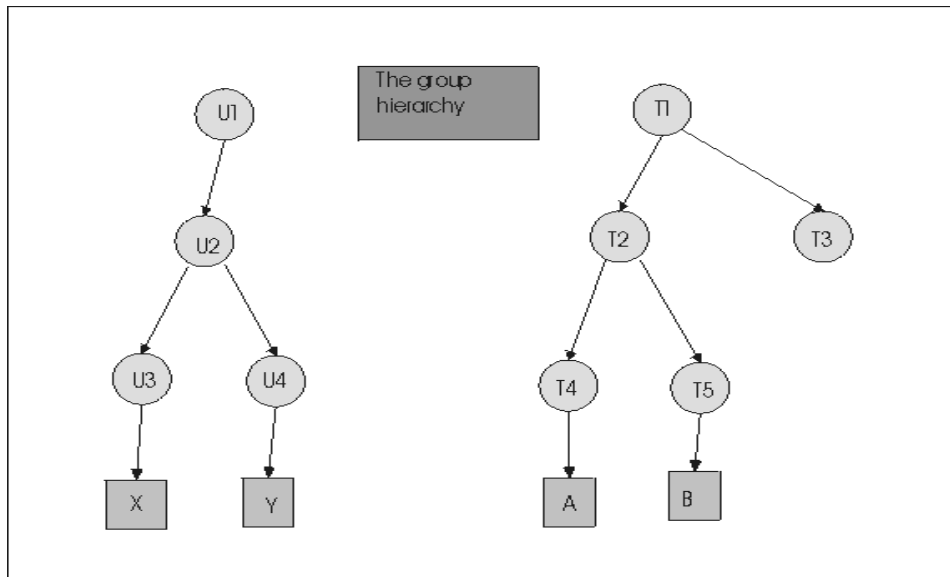 The group
hierarchy
U1
T1
U2
T2
T3
U3
U4
T4
T5
X
Y
A
B